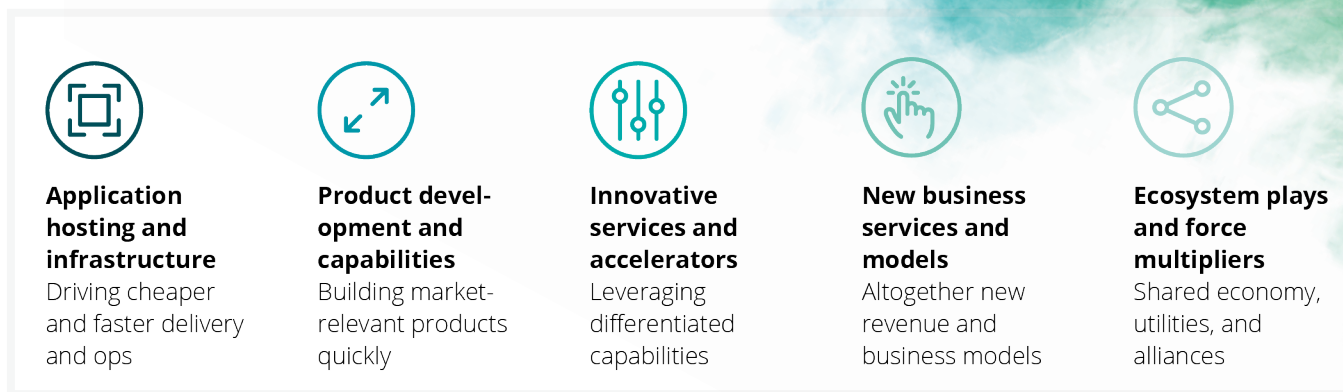 Application
hosting and
infrastructure
Driving cheaper
and faster delivery
and ops
Product devel-
opment and
capabilities
Building market-
relevant products
quickly
Innovative
services and
accelerators
Leveraging
differentiated
capabilities
New business
services and
models
Altogether new
revenue and
business models
Ecosystem plays
and force
multipliers
Shared economy,
utilities, and
alliances